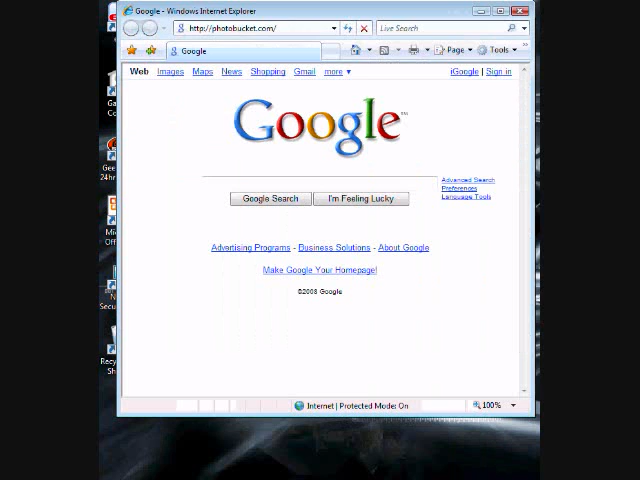 Google - Windows Internet Explorer
http://photobucket.com/
Live Search
Google
Page
Tools
Web Images Maps News Shopping Gmail more ▼
iGoogle | Sign in
Google™
Advanced Search
Preferences
Language Tools
Google Search
I'm Feeling Lucky
Advertising Programs - Business Solutions - About Google
Make Google Your Homepage!
©2008 Google
Internet | Protected Mode: On
100%